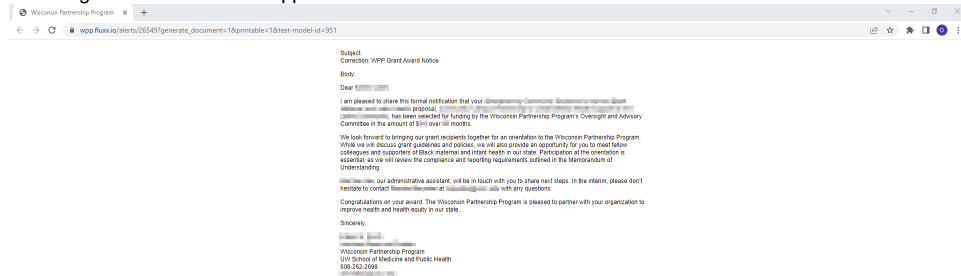 Wisconsin Partnership Program
wpp.fluxx.io/alerts/26549?generate_document=1&printable=1&test-model-id=951
Subject:
Correction: WPP Grant Award Notice
Body:
Dear
I am pleased to share this formal notification that your
proposal,
has been selected for funding by the Wisconsin Partnership Program's Oversight and Advisory
Committee in the amount of $ over months.
We look forward to bringing our grant recipients together for an orientation to the Wisconsin Partnership Program.
While we will discuss grant guidelines and policies, we will also provide an opportunity for you to meet fellow
colleagues and supporters of Black maternal and infant health in our state. Participation at the orientation is
essential, as we will review the compliance and reporting requirements outlined in the Memorandum of
Understanding.
, our administrative assistant, will be in touch with you to share next steps. In the interim, please don't
hesitate to contact at with any questions.
Congratulations on your award. The Wisconsin Partnership Program is pleased to partner with your organization to
improve health and health equity in our state.
Sincerely,
Wisconsin Partnership Program
UW School of Medicine and Public Health
608-262-2698